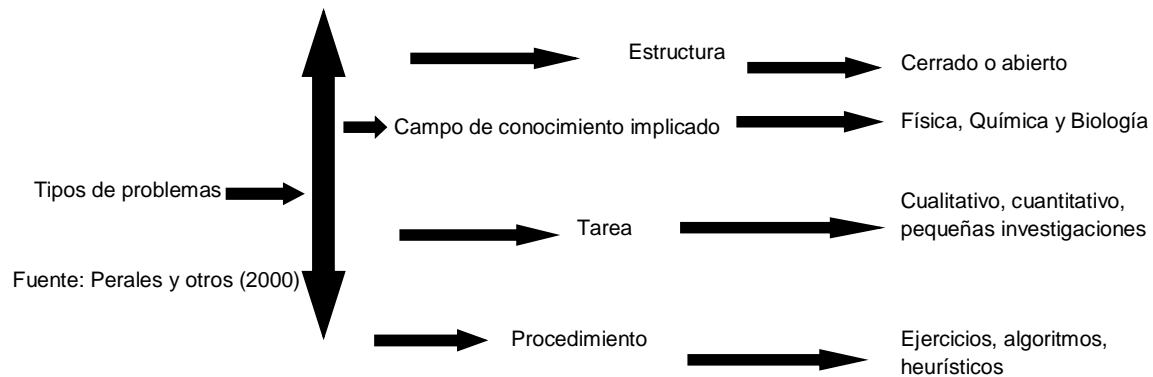 Estructura
Cerrado o abierto
Campo de conocimiento implicado
Física, Química y Biología
Tipos de problemas
Tarea
Cualitativo, cuantitativo,
pequeñas investigaciones
Fuente: Perales y otros (2000)
Procedimiento
Ejercicios, algoritmos,
heurísticos